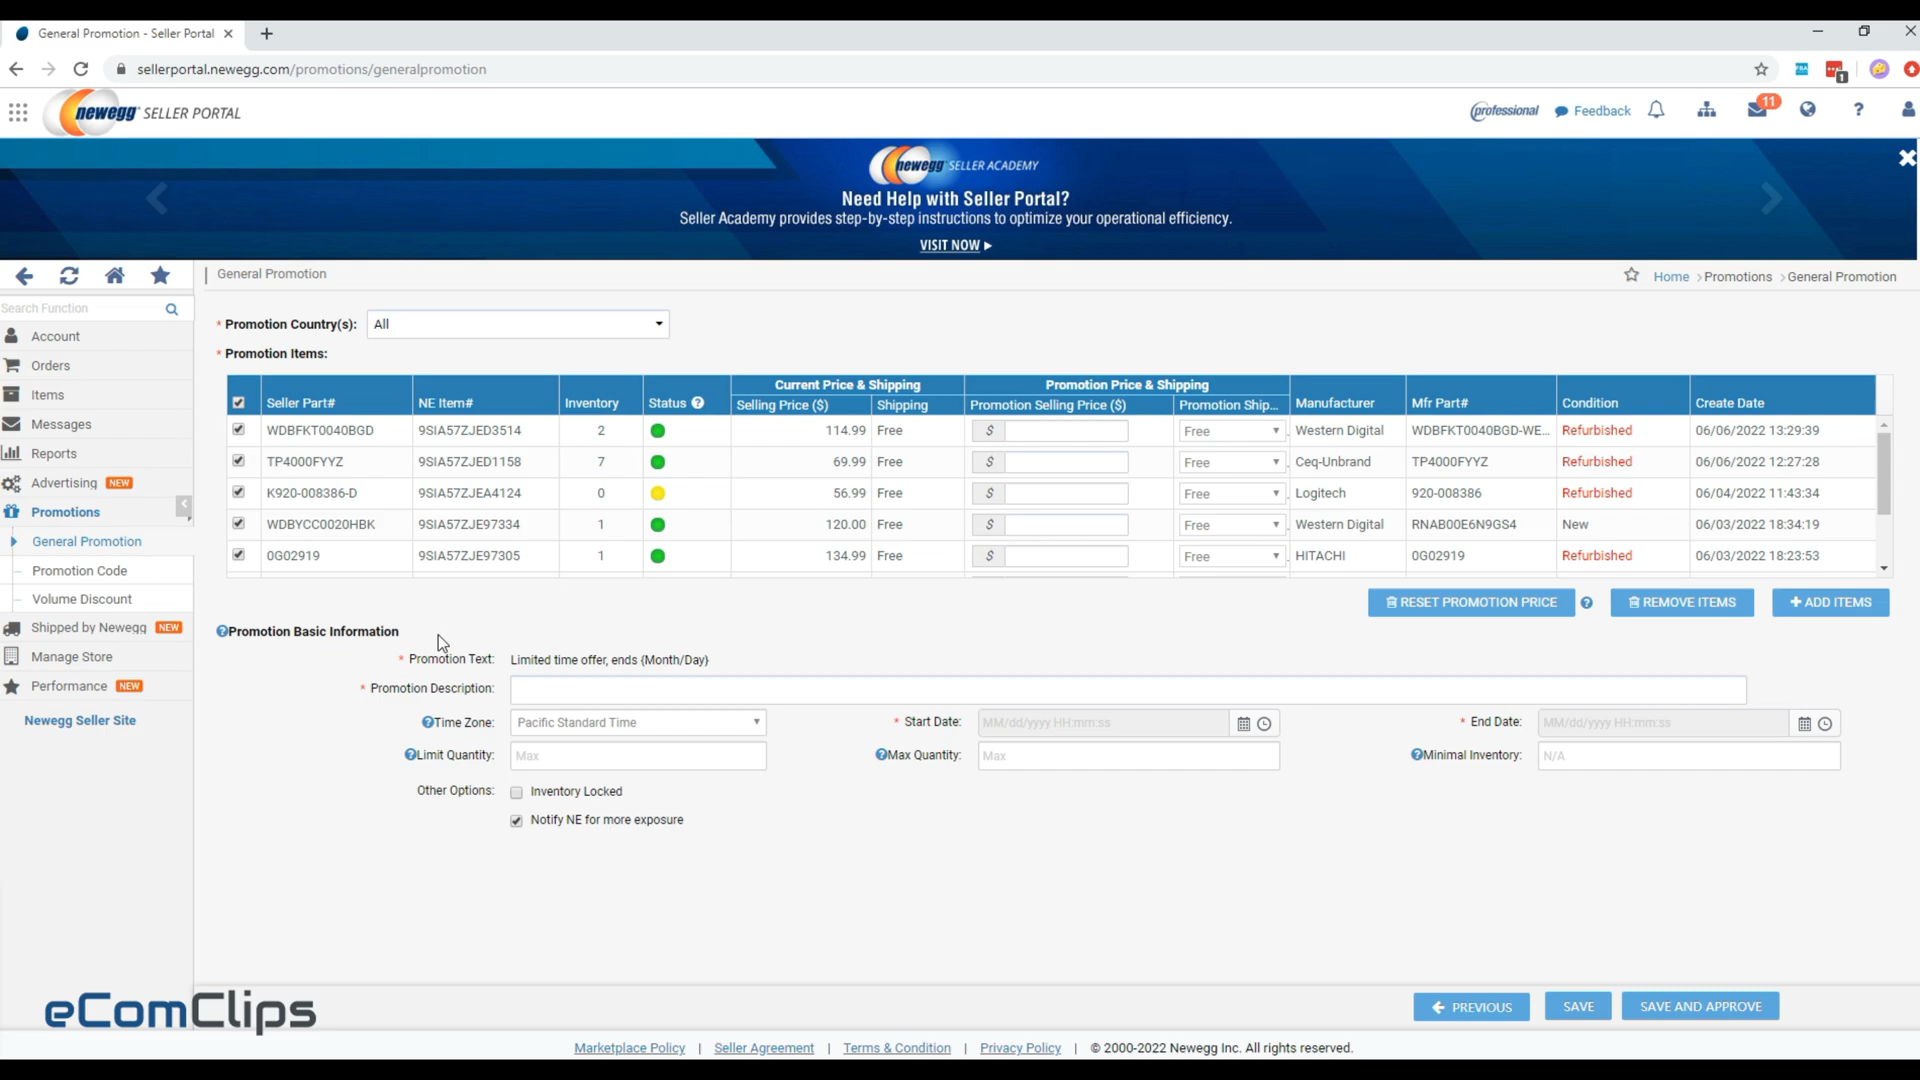 General Promotion - Seller Portal
sellerportal.newegg.com/promotions/generalpromotion
1
newegg SELLER PORTAL
professional
Feedback
11
newegg SELLER ACADEMY
Need Help with Seller Portal?
Seller Academy provides step-by-step instructions to optimize your operational efficiency.
VISIT NOW
General Promotion
Home > Promotions > General Promotion
Search Function
Account
Orders
Items
Messages
Reports
Advertising NEW
Promotions
General Promotion
Promotion Code
Volume Discount
Shipped by Newegg NEW
Manage Store
Performance NEW
Newegg Seller Site
* Promotion Country(s): All
* Promotion Items:
Current Price & Shipping Promotion Price & Shipping
Seller Part# NE Item# Inventory Status Selling Price ($) Shipping Promotion Selling Price ($) Promotion Ship... Manufacturer Mfr Part# Condition Create Date
WDBFKT0040BGD 9SIA57ZJED3514 2 114.99 Free $ Free Western Digital WDBFKT0040BGD-WE... Refurbished 06/06/2022 13:29:39
TP4000FYYZ 9SIA57ZJED1158 7 69.99 Free $ Free Ceq-Unbrand TP4000FYYZ Refurbished 06/06/2022 12:27:28
K920-008386-D 9SIA57ZJEA4124 0 56.99 Free $ Free Logitech 920-008386 Refurbished 06/04/2022 11:43:34
WDBYCC0020HBK 9SIA57ZJE97334 1 120.00 Free $ Free Western Digital RNAB00E6N9GS4 New 06/03/2022 18:34:19
0G02919 9SIA57ZJE97305 1 134.99 Free $ Free HITACHI 0G02919 Refurbished 06/03/2022 18:23:53
RESET PROMOTION PRICE ? REMOVE ITEMS + ADD ITEMS
Promotion Basic Information
* Promotion Text: Limited time offer, ends {Month/Day}
* Promotion Description:
Time Zone: Pacific Standard Time * Start Date: MM/dd/yyyy HH:mm:ss * End Date: MM/dd/yyyy HH:mm:ss
Limit Quantity: Max Max Quantity: Max Minimal Inventory: N/A
Other Options: Inventory Locked
Notify NE for more exposure
eComClips
PREVIOUS SAVE SAVE AND APPROVE
Marketplace Policy | Seller Agreement | Terms & Condition | Privacy Policy | © 2000-2022 Newegg Inc. All rights reserved.